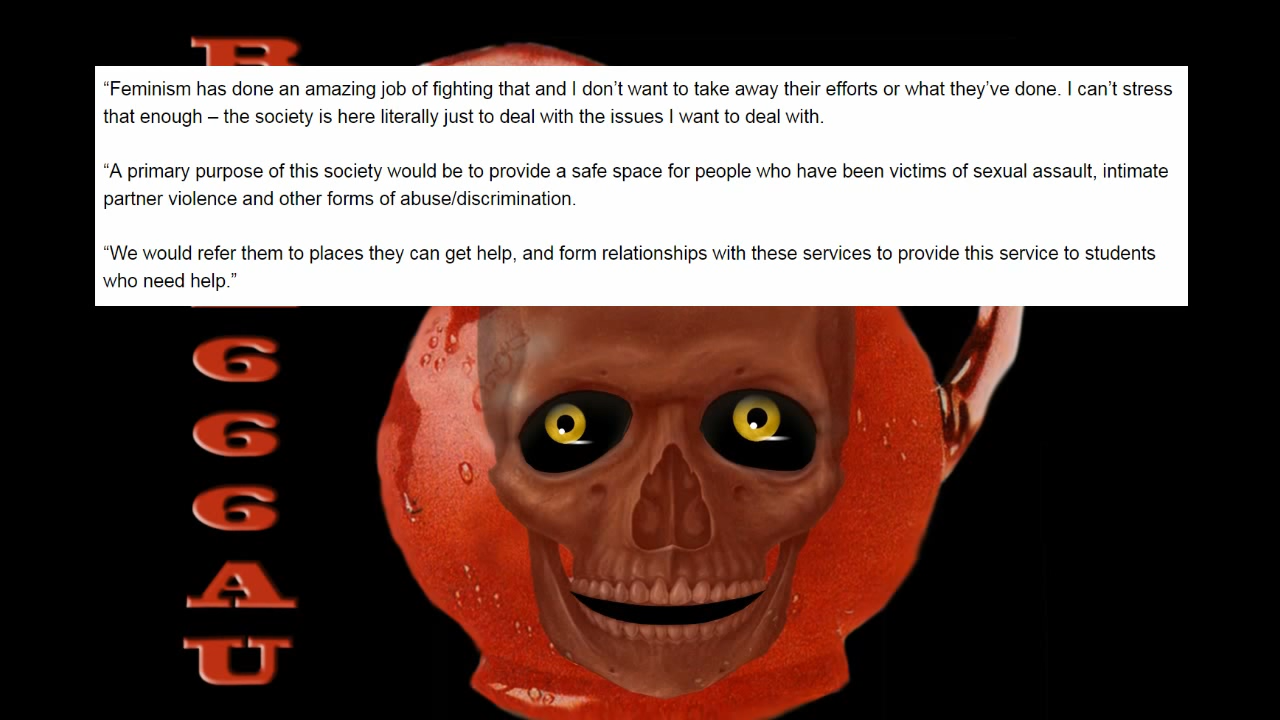 R
“Feminism has done an amazing job of fighting that and I don’t want to take away their efforts or what they’ve done. I can’t stress
that enough – the society is here literally just to deal with the issues I want to deal with.
“A primary purpose of this society would be to provide a safe space for people who have been victims of sexual assault, intimate
partner violence and other forms of abuse/discrimination.
“We would refer them to places they can get help, and form relationships with these services to provide this service to students
who need help.”
6
6
6
A
U